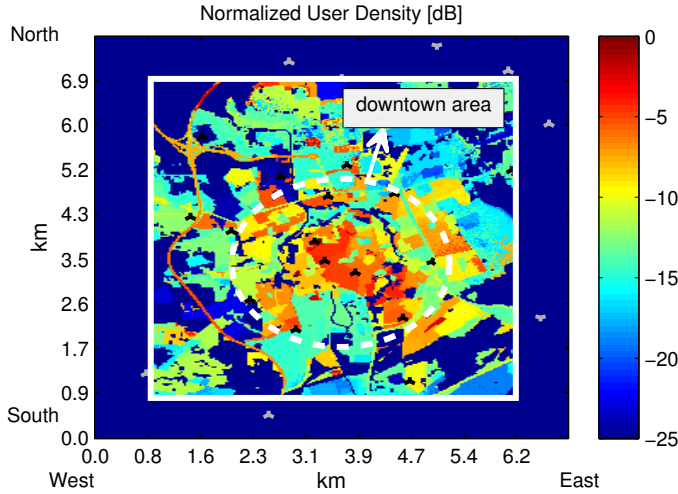 Normalized User Density [dB]
North
6.9
6.0
5.2
4.3
3.5
2.6
1.7
0.9
0.0
km
South
downtown area
0.0 0.8 1.6 2.3 3.1 3.9 4.7 5.4 6.2
West km East
0
−5
−10
−15
−20
−25